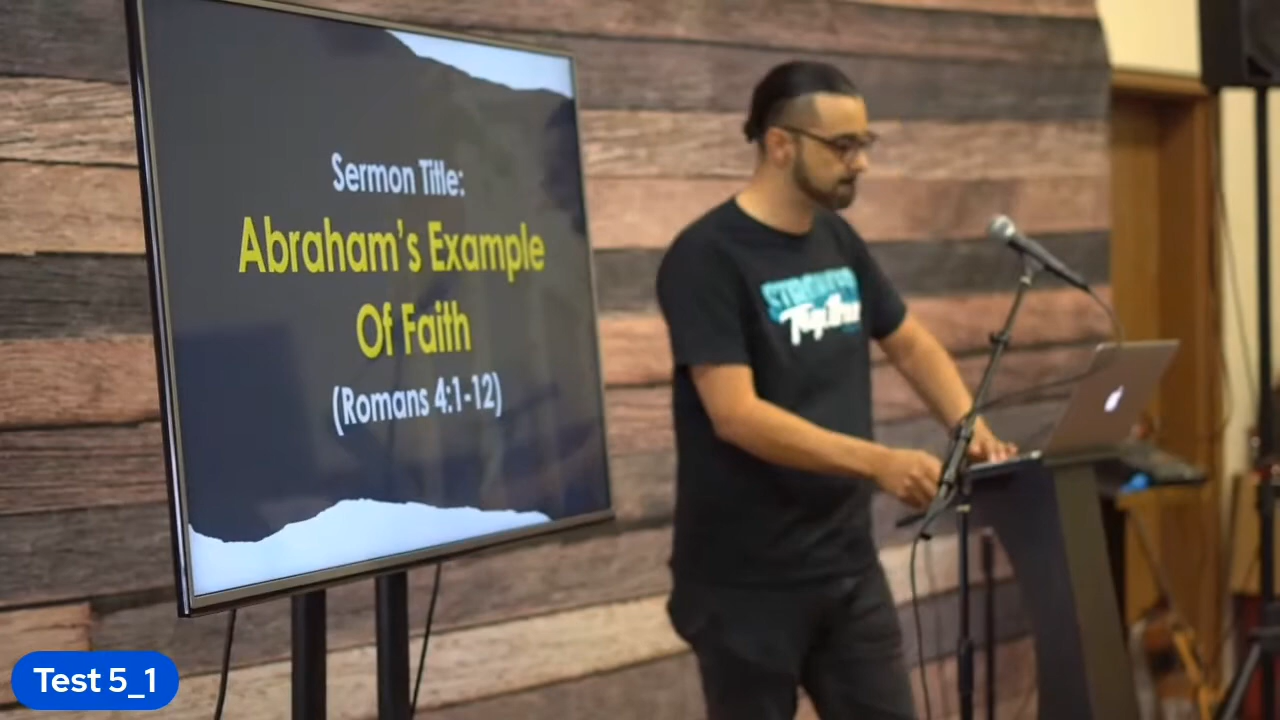 Sermon Title:
Abraham's Example
Of Faith
(Romans 4:1-12)
Test 5_1